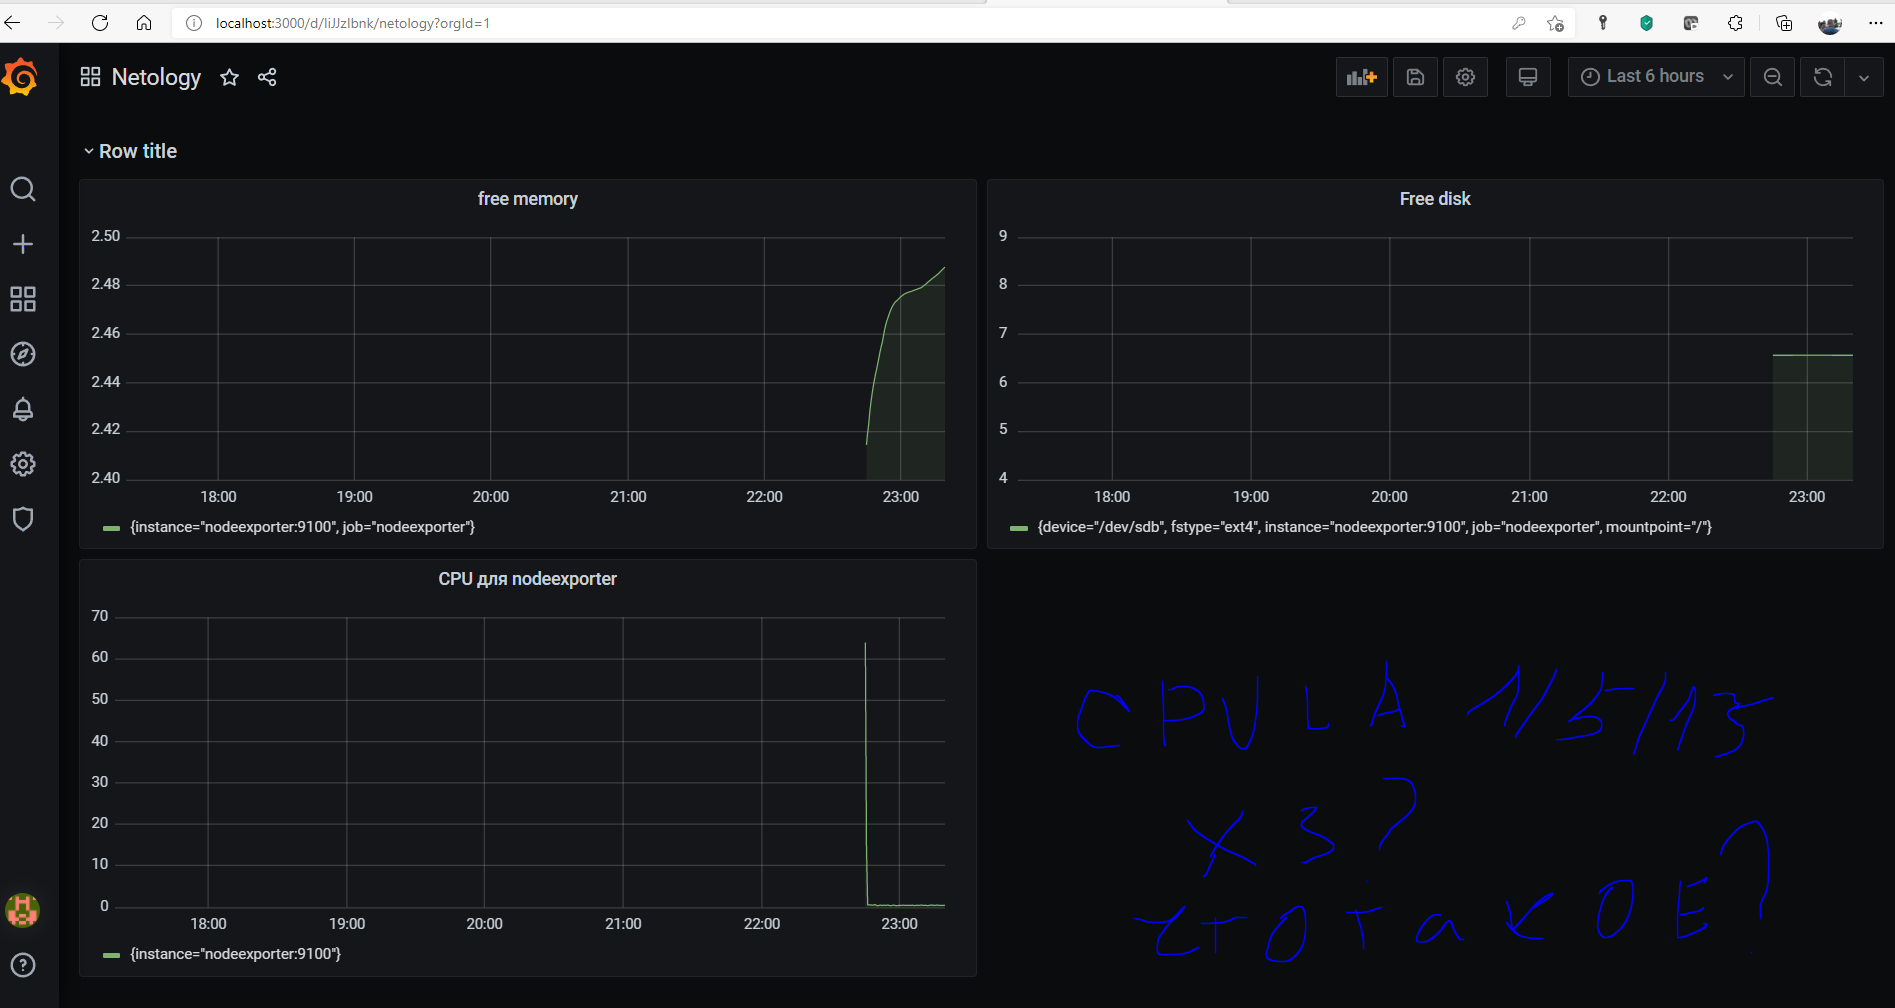 localhost:3000/d/liJJzlbnk/netology?orgId=1
Netology
Last 6 hours
Row title
free memory
2.50
2.48
2.46
2.44
2.42
2.40
18:00 19:00 20:00 21:00 22:00 23:00
{instance="nodeexporter:9100", job="nodeexporter"}
Free disk
9
8
7
6
5
4
18:00 19:00 20:00 21:00 22:00 23:00
{device="/dev/sdb", fstype="ext4", instance="nodeexporter:9100", job="nodeexporter", mountpoint="/"}
CPU для nodeexporter
70
60
50
40
30
20
10
0
18:00 19:00 20:00 21:00 22:00 23:00
{instance="nodeexporter:9100"}
CPU LA 1/5/13
ХЗ?
ЧТО ТаКОЕ?